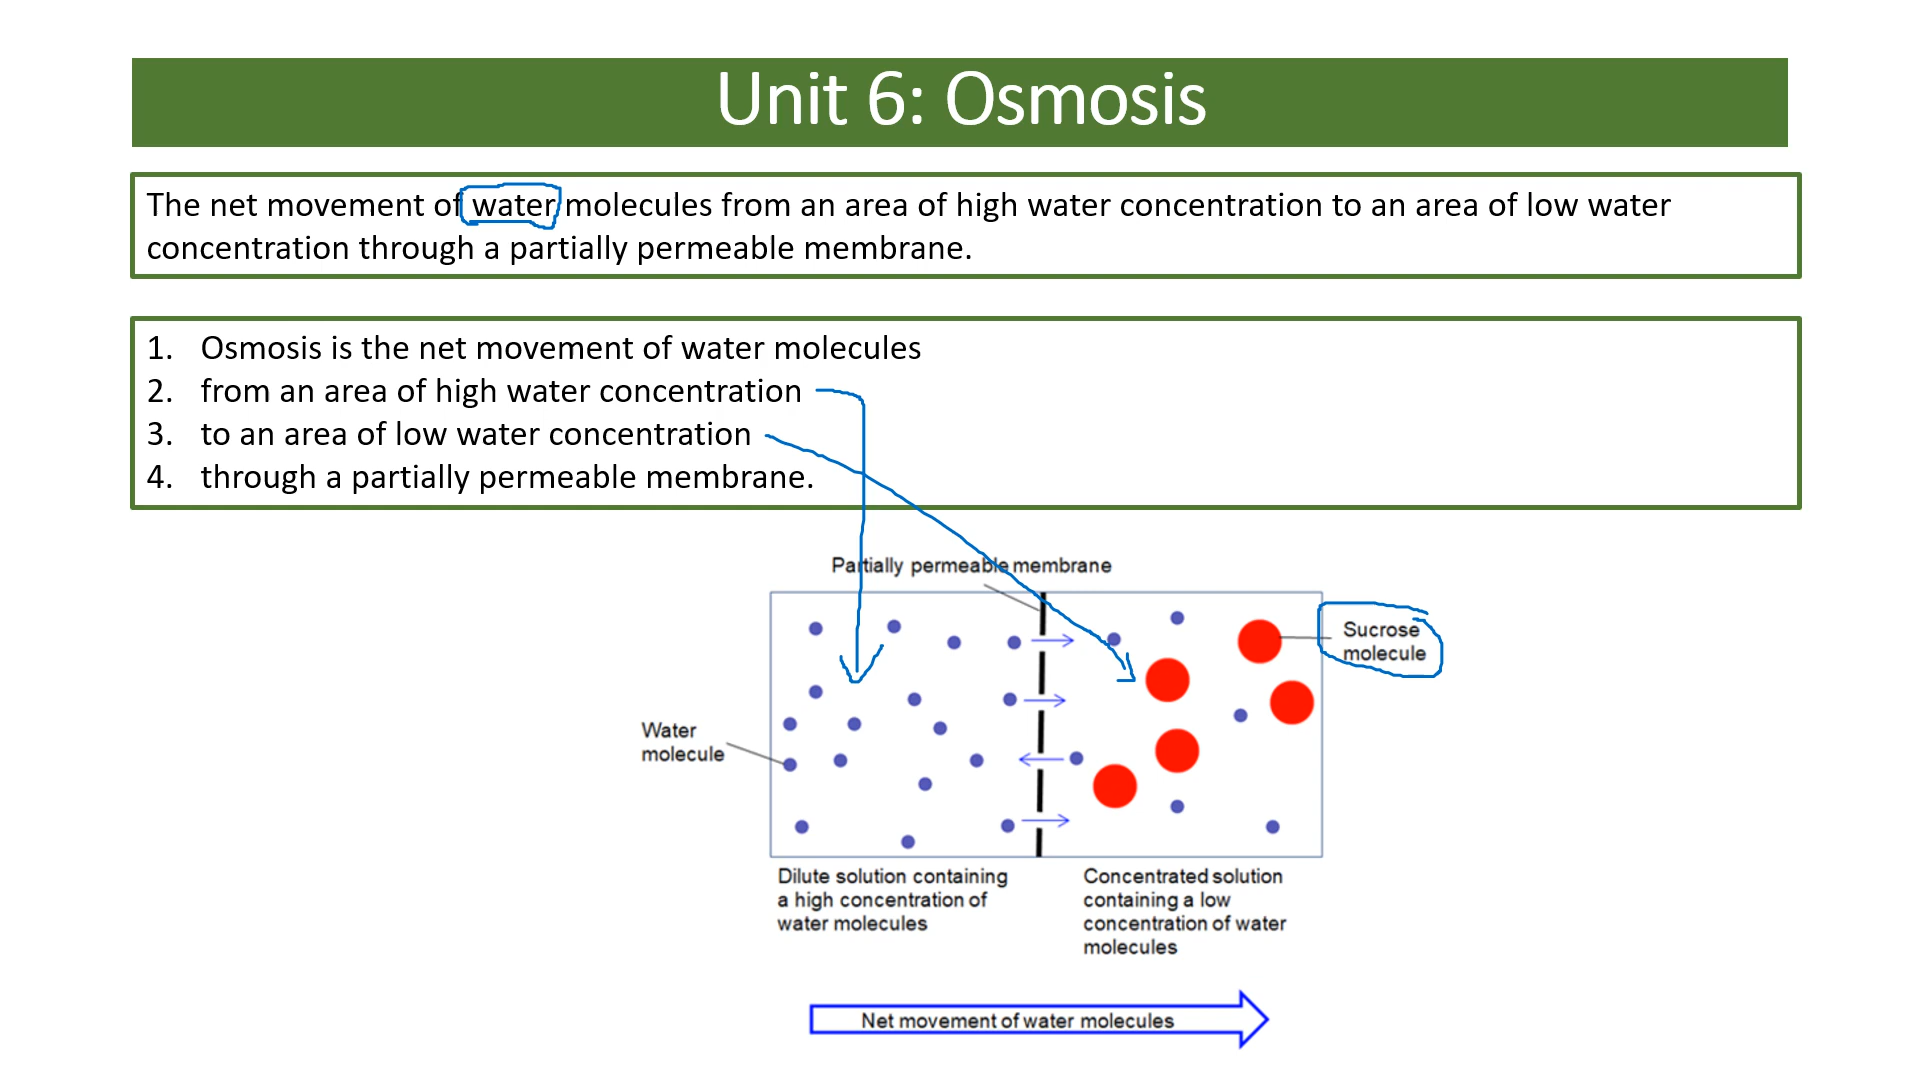 Unit 6: Osmosis
The net movement of water molecules from an area of high water concentration to an area of low water
concentration through a partially permeable membrane.
1. Osmosis is the net movement of water molecules
2. from an area of high water concentration
3. to an area of low water concentration
4. through a partially permeable membrane.
Partially permeable membrane
Sucrose
molecule
Water
molecule
Dilute solution containing
a high concentration of
water molecules
Concentrated solution
containing a low
concentration of water
molecules
Net movement of water molecules